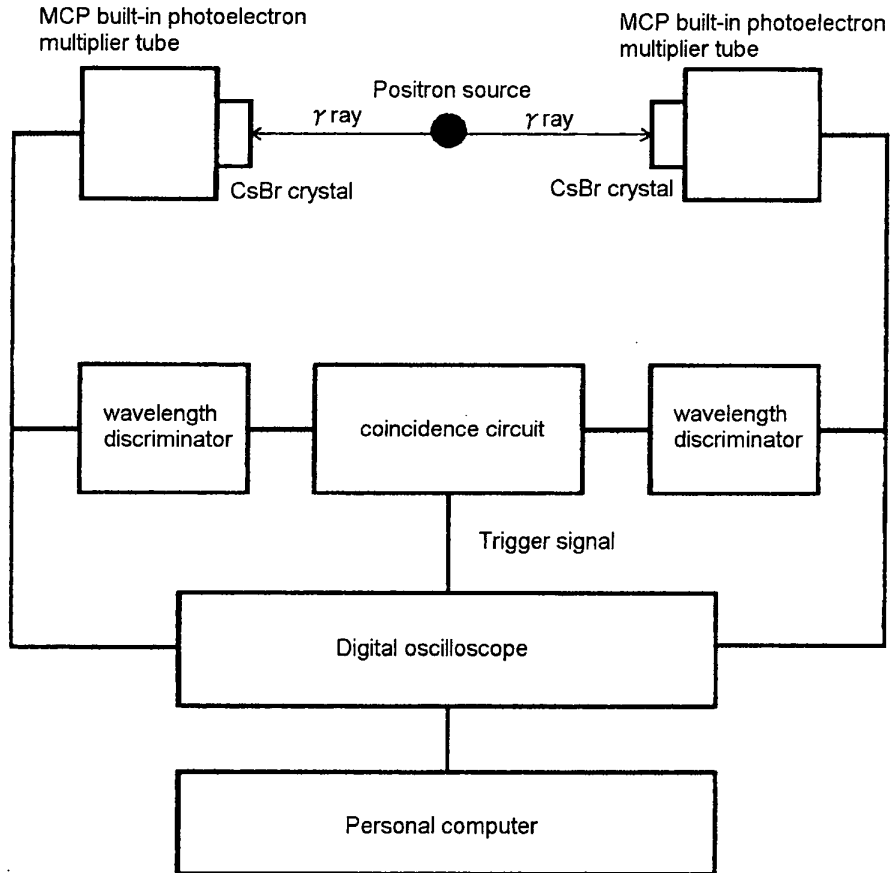 MCP built-in photoelectron
multiplier tube
MCP built-in photoelectron
multiplier tube
Positron source
γ ray
γ ray
CsBr crystal
CsBr crystal
wavelength
discriminator
coincidence circuit
wavelength
discriminator
Trigger signal
Digital oscilloscope
Personal computer